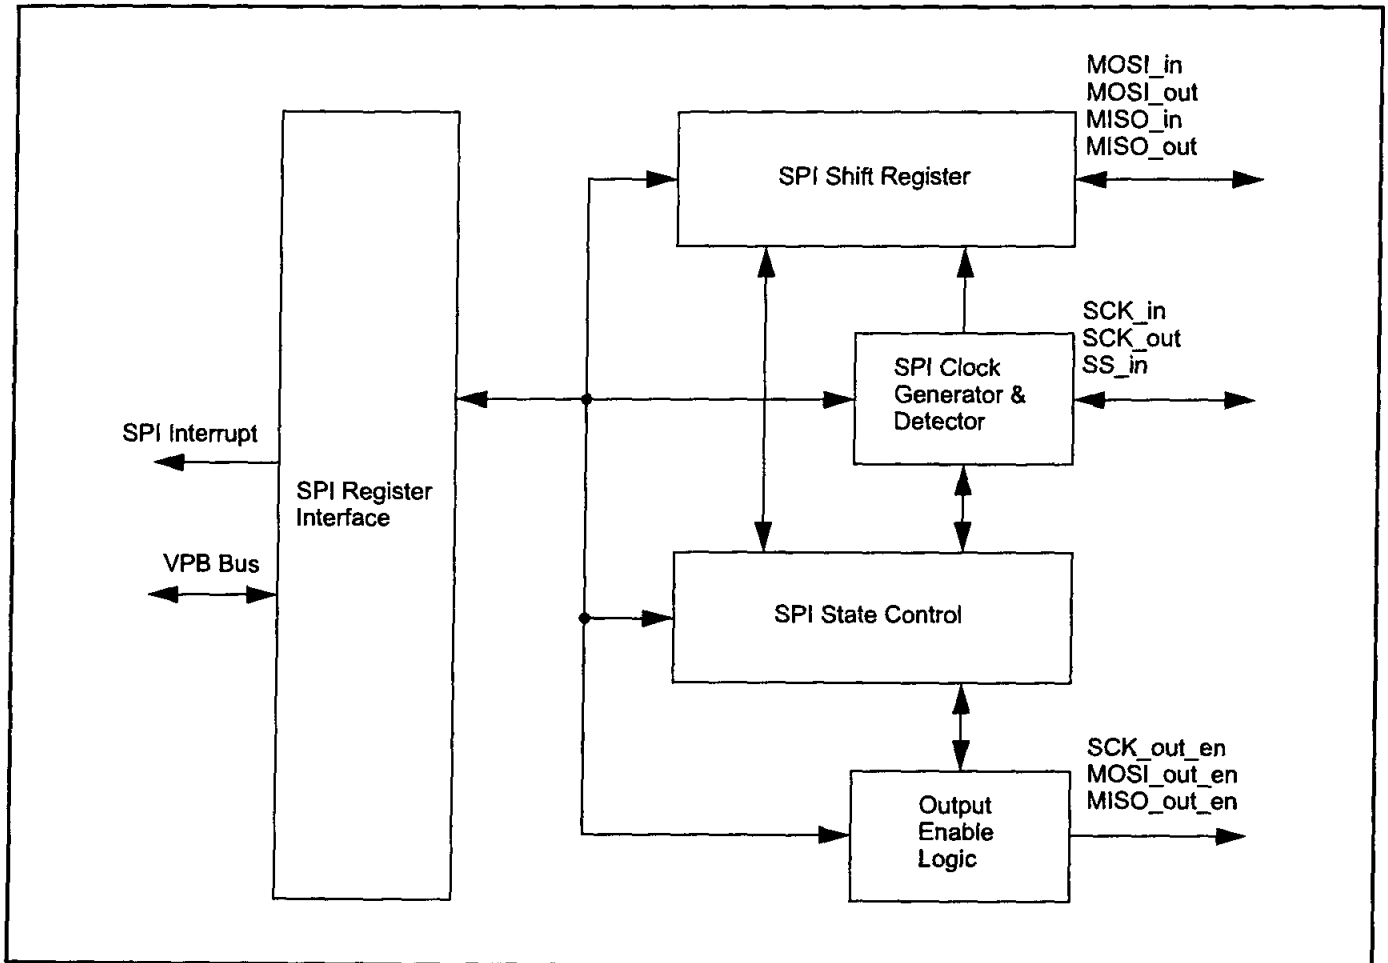 MOSI_in
MOSI_out
MISO_in
MISO_out
SPI Shift Register
SCK_in
SCK_out
SS_in
SPI Clock
Generator &
Detector
SPI Interrupt
SPI Register
Interface
VPB Bus
SPI State Control
SCK_out_en
MOSI_out_en
MISO_out_en
Output
Enable
Logic